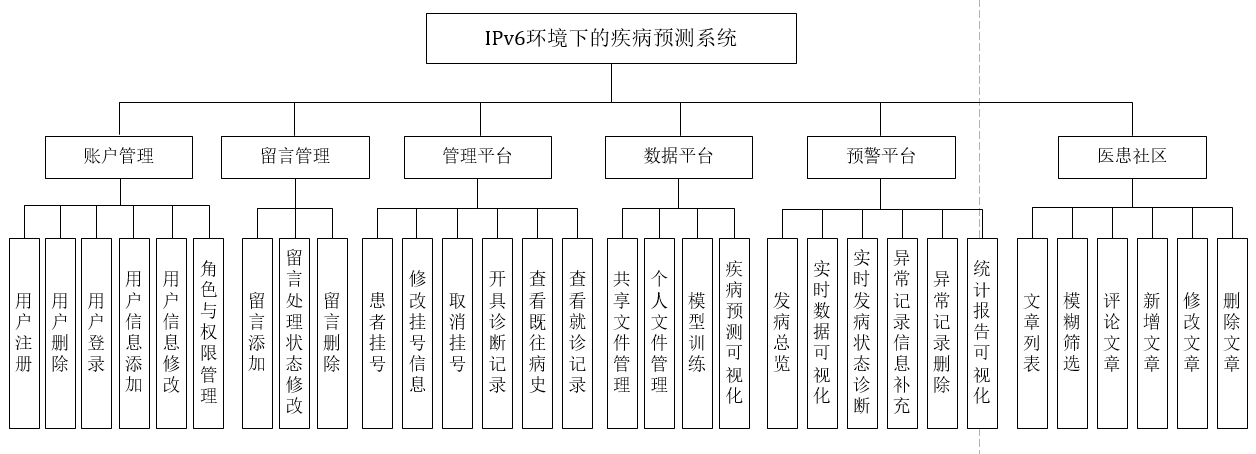 IPv6环境下的疾病预测系统
账户管理
留言管理
管理平台
数据平台
预警平台
医患社区
用户注册
用户删除
用户登录
用户信息添加
用户信息修改
角色与权限管理
留言添加
留言处理状态修改
留言删除
患者挂号
修改挂号信息
取消挂号
开具诊断记录
查看既往病史
查看就诊记录
共享文件管理
个人文件管理
模型训练
疾病预测可视化
发病总览
实时数据可视化
实时发病状态诊断
异常记录信息补充
异常记录删除
统计报告可视化
文章列表
模糊筛选
评论文章
新增文章
修改文章
删除文章